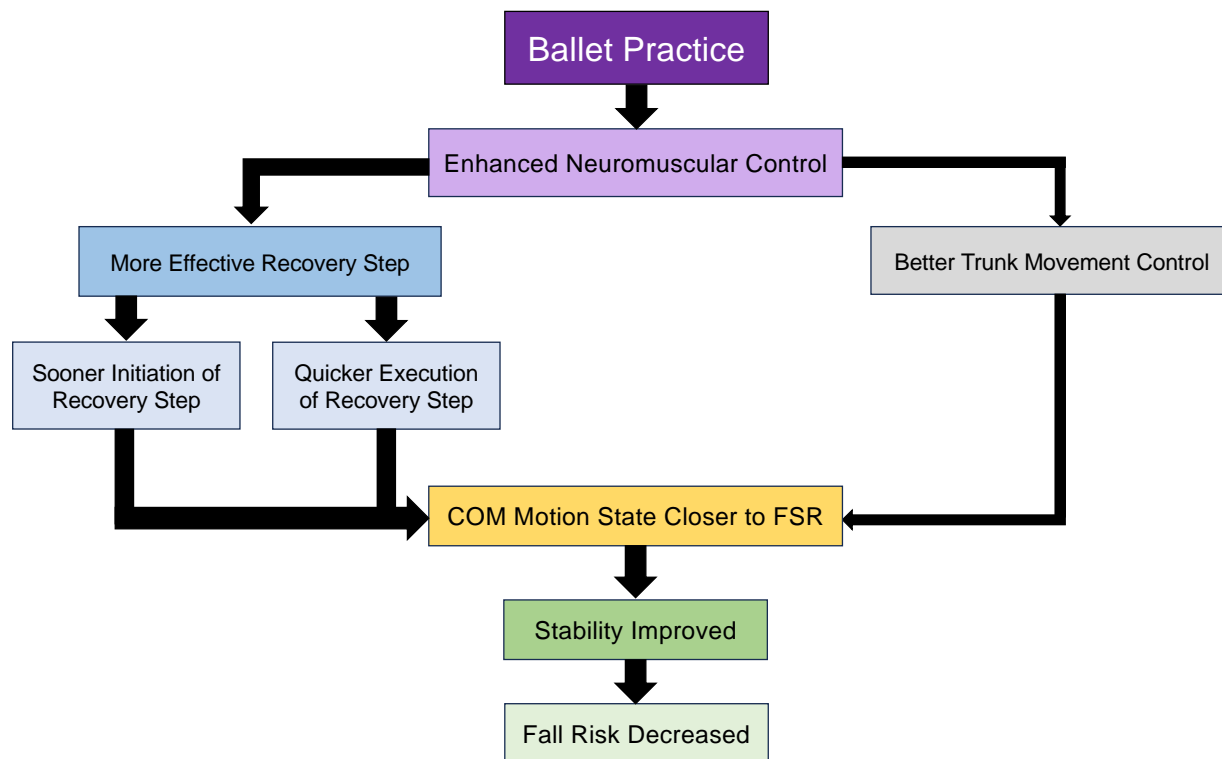 Ballet Practice
Enhanced Neuromuscular Control
More Effective Recovery Step
Better Trunk Movement Control
Sooner Initiation of
Recovery Step
Quicker Execution
of Recovery Step
COM Motion State Closer to FSR
Stability Improved
Fall Risk Decreased